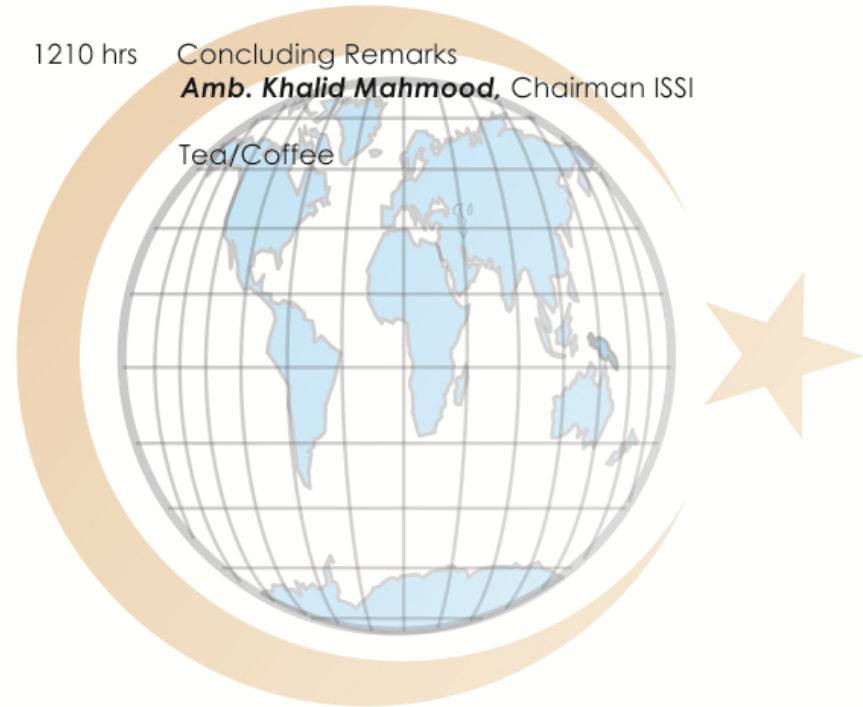 1210 hrs Concluding Remarks
Amb. Khalid Mahmood, Chairman ISSI
Tea/Coffee